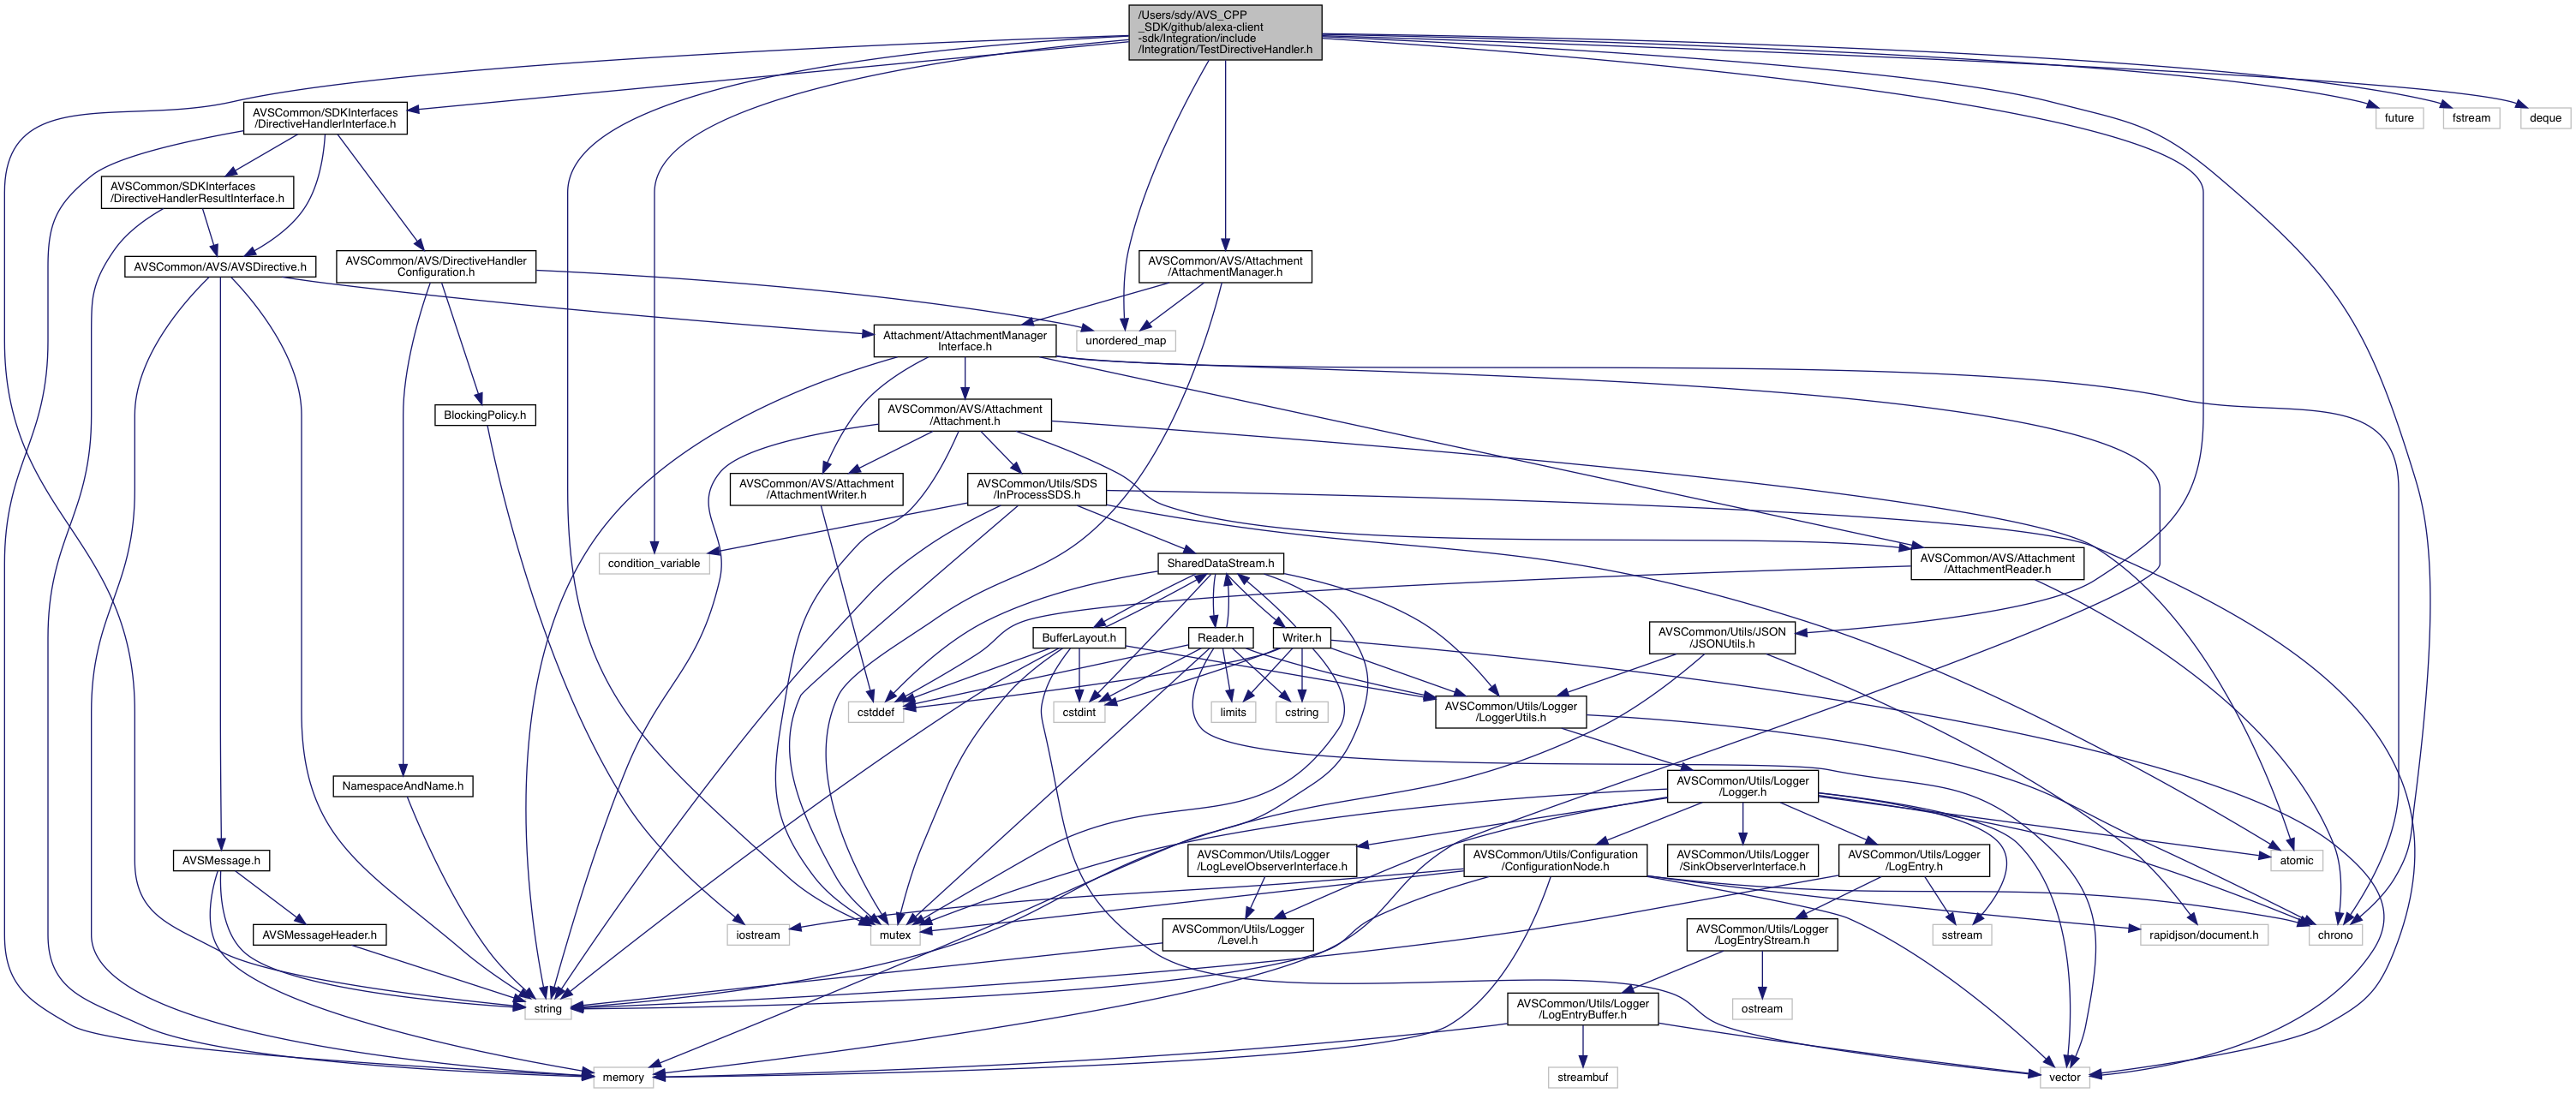 /Users/sdy/AVS_CPP
_SDK/github/alexa-client
-sdk/Integration/include
/Integration/TestDirectiveHandler.h
AVSCommon/SDKInterfaces
/DirectiveHandlerInterface.h
future
fstream
deque
AVSCommon/SDKInterfaces
/DirectiveHandlerResultInterface.h
AVSCommon/AVS/AVSDirective.h
AVSCommon/AVS/DirectiveHandler
Configuration.h
AVSCommon/AVS/Attachment
/AttachmentManager.h
Attachment/AttachmentManager
Interface.h
unordered_map
BlockingPolicy.h
AVSCommon/AVS/Attachment
/Attachment.h
AVSCommon/AVS/Attachment
/AttachmentWriter.h
AVSCommon/Utils/SDS
/InProcessSDS.h
condition_variable
SharedDataStream.h
AVSCommon/AVS/Attachment
/AttachmentReader.h
BufferLayout.h
Reader.h
Writer.h
AVSCommon/Utils/JSON
/JSONUtils.h
cstddef
cstdint
limits
cstring
AVSCommon/Utils/Logger
/LoggerUtils.h
NamespaceAndName.h
AVSCommon/Utils/Logger
/Logger.h
AVSMessage.h
AVSCommon/Utils/Logger
/LogLevelObserverInterface.h
AVSCommon/Utils/Configuration
/ConfigurationNode.h
AVSCommon/Utils/Logger
/SinkObserverInterface.h
AVSCommon/Utils/Logger
/LogEntry.h
atomic
AVSMessageHeader.h
iostream
mutex
AVSCommon/Utils/Logger
/Level.h
AVSCommon/Utils/Logger
/LogEntryStream.h
sstream
rapidjson/document.h
chrono
string
AVSCommon/Utils/Logger
/LogEntryBuffer.h
ostream
memory
streambuf
vector